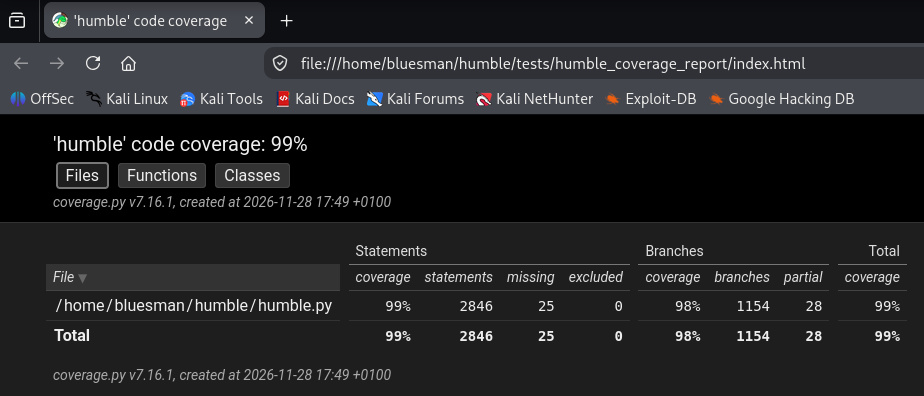 'humble' code coverage
file:///home/bluesman/humble/tests/humble_coverage_report/index.html
OffSec Kali Linux Kali Tools Kali Docs Kali Forums Kali NetHunter Exploit-DB Google Hacking DB
'humble' code coverage: 99%
Files Functions Classes
coverage.py v7.16.1, created at 2026-11-28 17:49 +0100
Statements Branches Total
File ▼ coverage statements missing excluded coverage branches partial coverage
/home/bluesman/humble/humble.py 99% 2846 25 0 98% 1154 28 99%
Total 99% 2846 25 0 98% 1154 28 99%
coverage.py v7.16.1, created at 2026-11-28 17:49 +0100